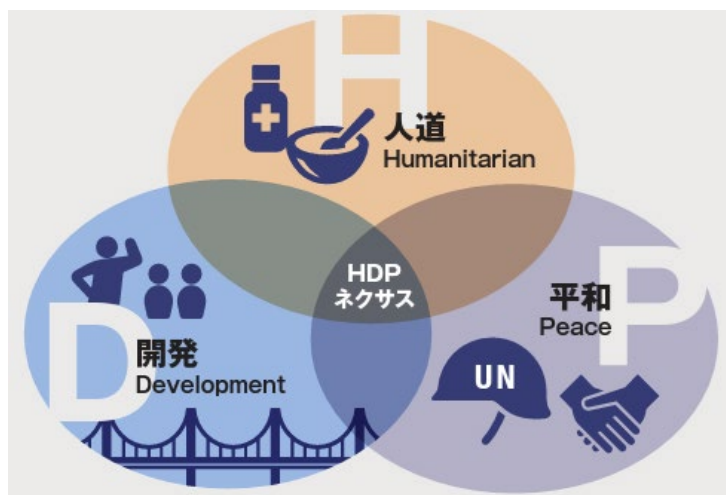 H
人道
Humanitarian
HDP
ネクサス
D
開発
Development
P
平和
Peace
UN